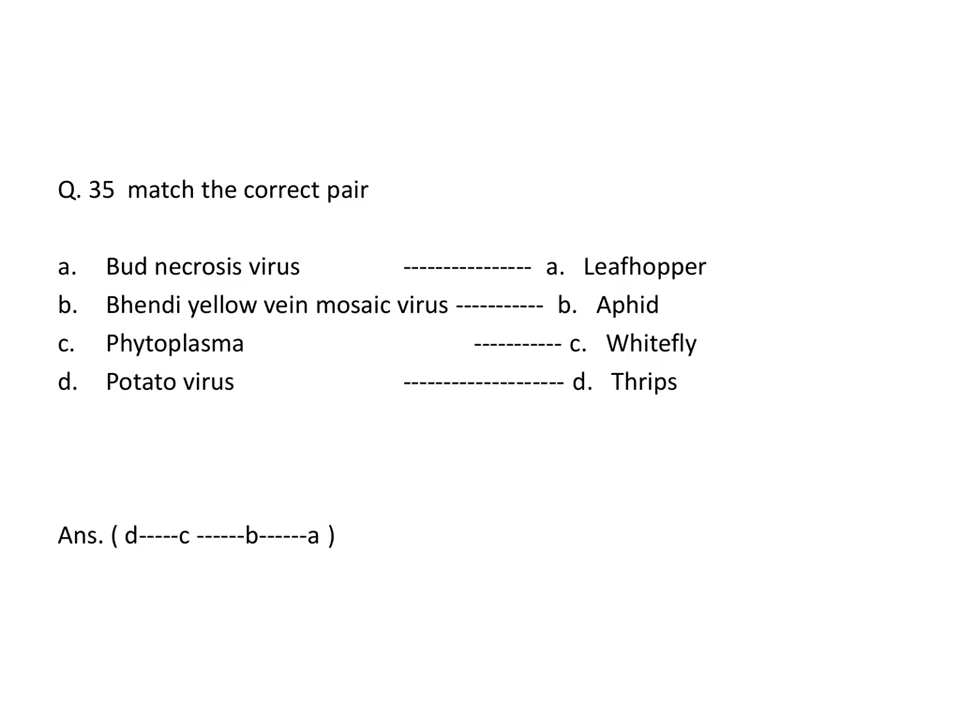 Q. 35  match the correct pair
a. Bud necrosis virus ---------------- a. Leafhopper
b. Bhendi yellow vein mosaic virus ----------- b. Aphid
c. Phytoplasma ----------- c. Whitefly
d. Potato virus -------------------- d. Thrips
Ans. ( d-----c ------b------a )